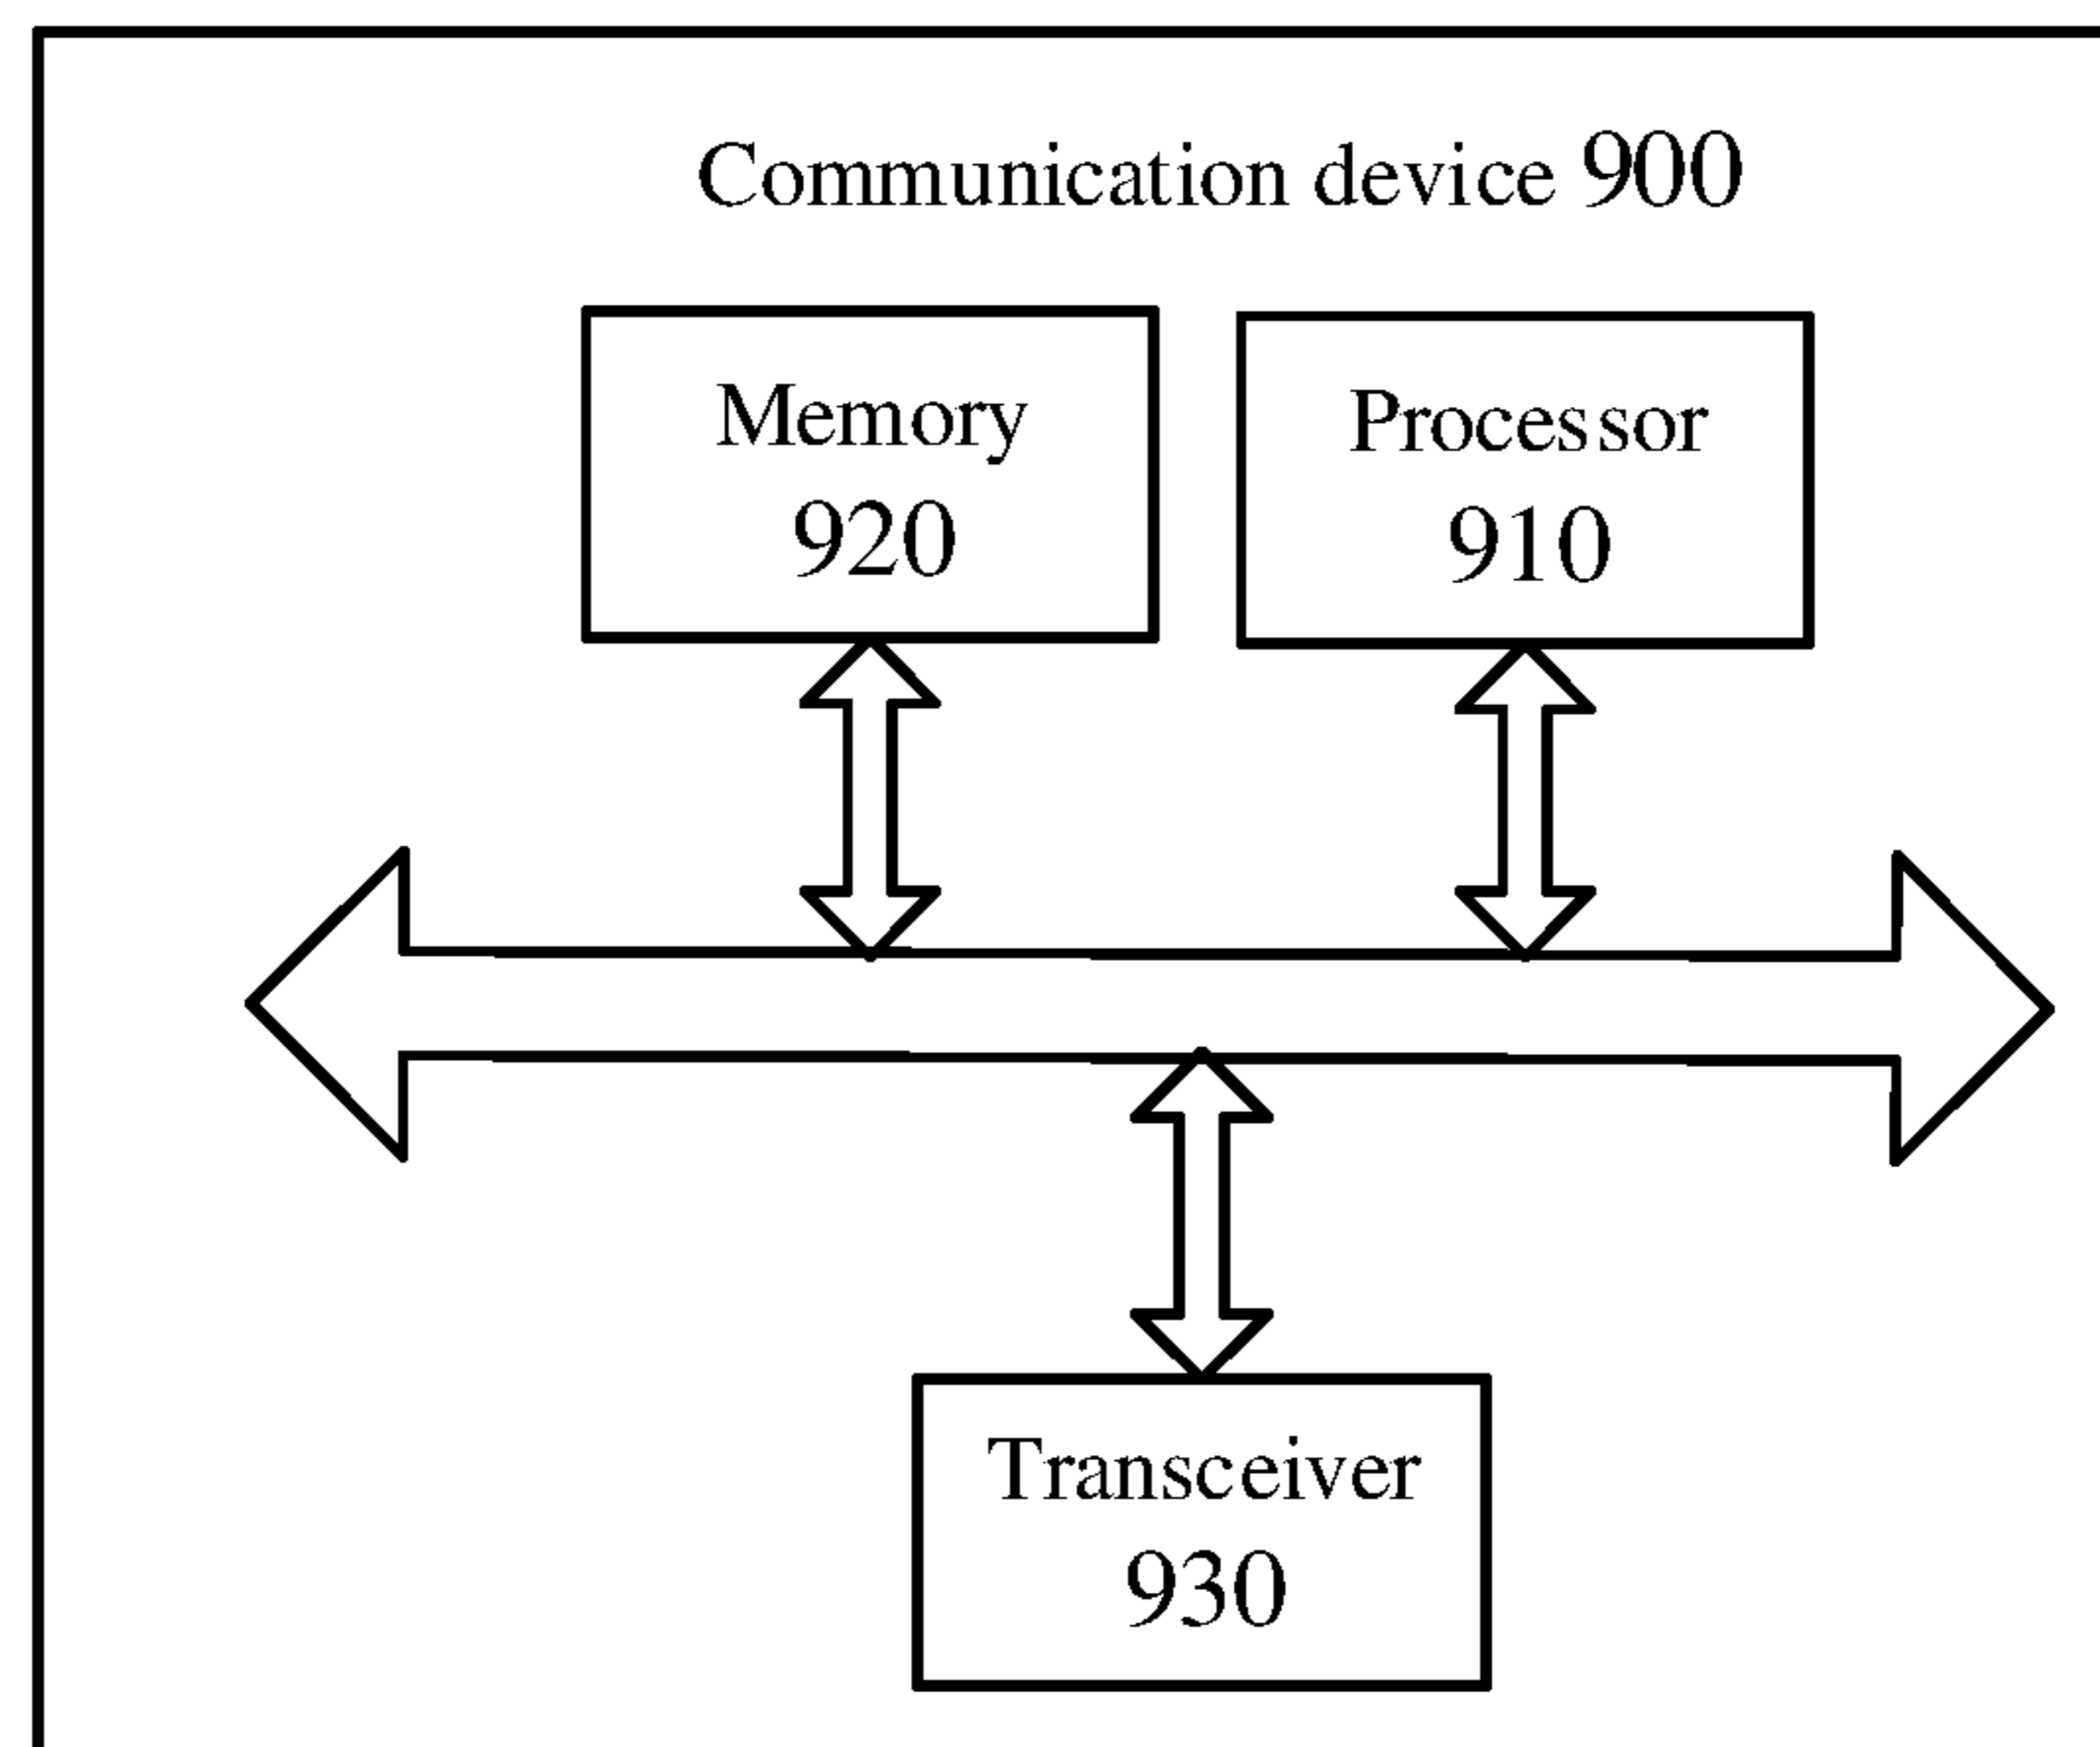 Communication device 900
Memory
920
Processor
910
Transceiver
930